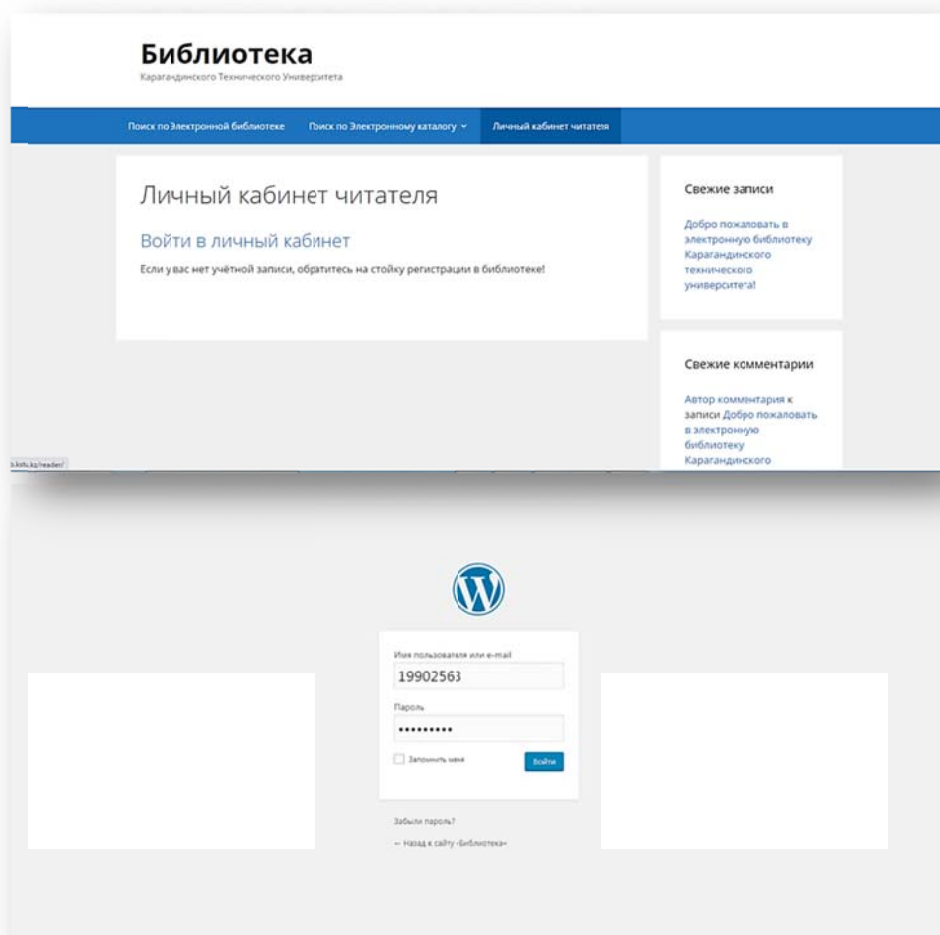 Библиотека
Карагандинского Технического Университета
Поиск по Электронной библиотеке Поиск по Электронному каталогу Личный кабинет читателя
Личный кабинет читателя
Войти в личный кабинет
Если у вас нет учётной записи, обратитесь на стойку регистрации в библиотеке!
Свежие записи
Добро пожаловать в
электронную библиотеку
Карагандинского
технического
университета!
Свежие комментарии
Автор комментария к
записи Добро пожаловать
в электронную
библиотеку
Карагандинского
b.kstu.kz/reader/
Имя пользователя или e-mail
19902563
Пароль
Запомнить меня
Войти
Забыли пароль?
← Назад к сайту «Библиотека»